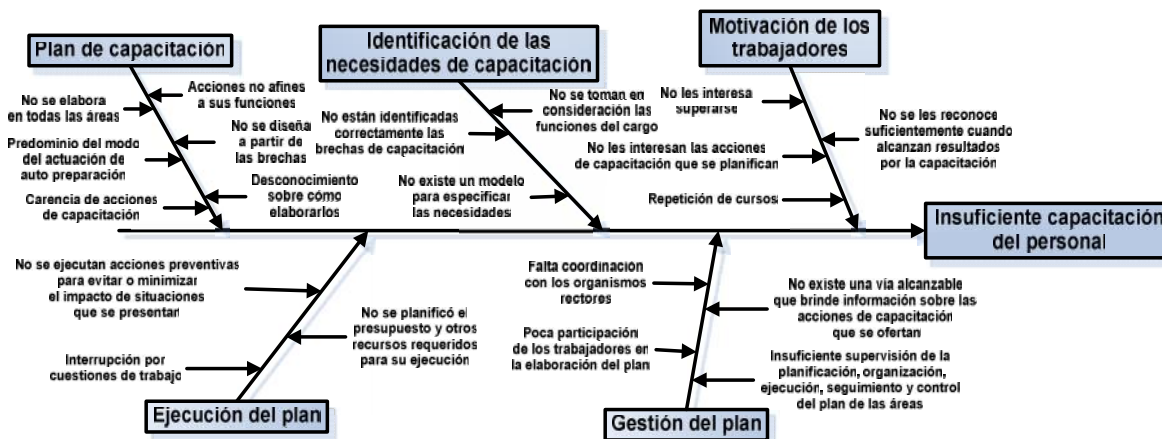 Plan de capacitación
Acciones no afines
a sus funciones
No se elabora
en todas las áreas
No se diseña
a partir de
las brechas
Predominio del modo
del actuación de
auto preparación
Desconocimiento
sobre cómo
elaborarlos
Carencia de acciones
de capacitación
Identificación de las
necesidades de capacitación
No se toman en
consideración las
funciones del cargo
No están identificadas
correctamente las
brechas de capacitación
No existe un modelo
para especificar
las necesidades
Motivación de los
trabajadores
No les interesa
superarse
No se les reconoce
suficientemente cuando
alcanzan resultados
por la capacitación
No les interesan las acciones
de capacitación que se planifican
Repetición de cursos
Insuficiente capacitación
del personal
No se ejecutan acciones preventivas
para evitar o minimizar
el impacto de situaciones
que se presentan
No se planificó el
presupuesto y otros
recursos requeridos
para su ejecución
Interrupción por
cuestiones de trabajo
Ejecución del plan
Falta coordinación
con los organismos
rectores
No existe una vía alcanzable
que brinde información sobre las
acciones de capacitación
que se ofertan
Poca participación
de los trabajadores en
la elaboración del plan
Insuficiente supervisión de la
planificación, organización,
ejecución, seguimiento y control
del plan de las áreas
Gestión del plan